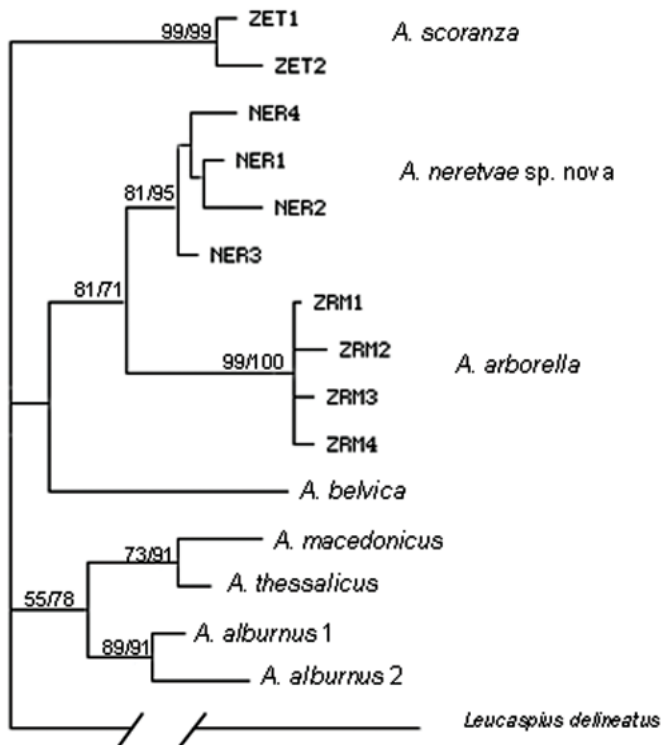 ZET1
99/99
A. scoranza
ZET2
NER4
NER1
A. neretvae sp. nova
81/95
NER2
NER3
81/71
ZRM1
ZRM2
99/100
A. arborella
ZRM3
ZRM4
A. belvica
A. macedonicus
73/91
A. thessalicus
55/78
A. alburnus 1
89/91
A. alburnus 2
Leucaspius delineatus